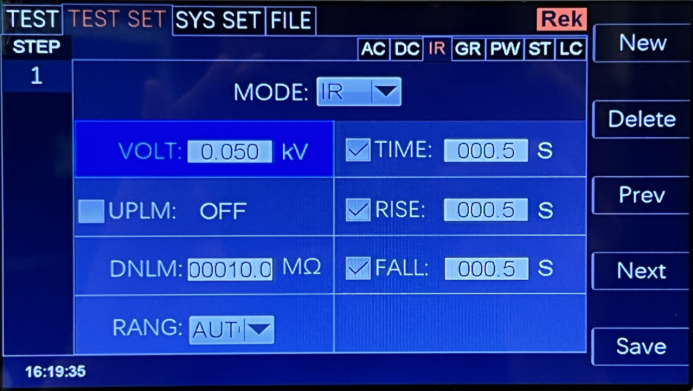 TEST TEST SET SYS SET FILE Rek
STEP AC DC IR GR PW ST LC
1
MODE: IR
VOLT: 0.050 kV
TIME: 000.5 S
UPLM: OFF
RISE: 000.5 S
DNLM: 00010.0 MΩ
FALL: 000.5 S
RANG: AUT
New
Delete
Prev
Next
Save
16:19:35